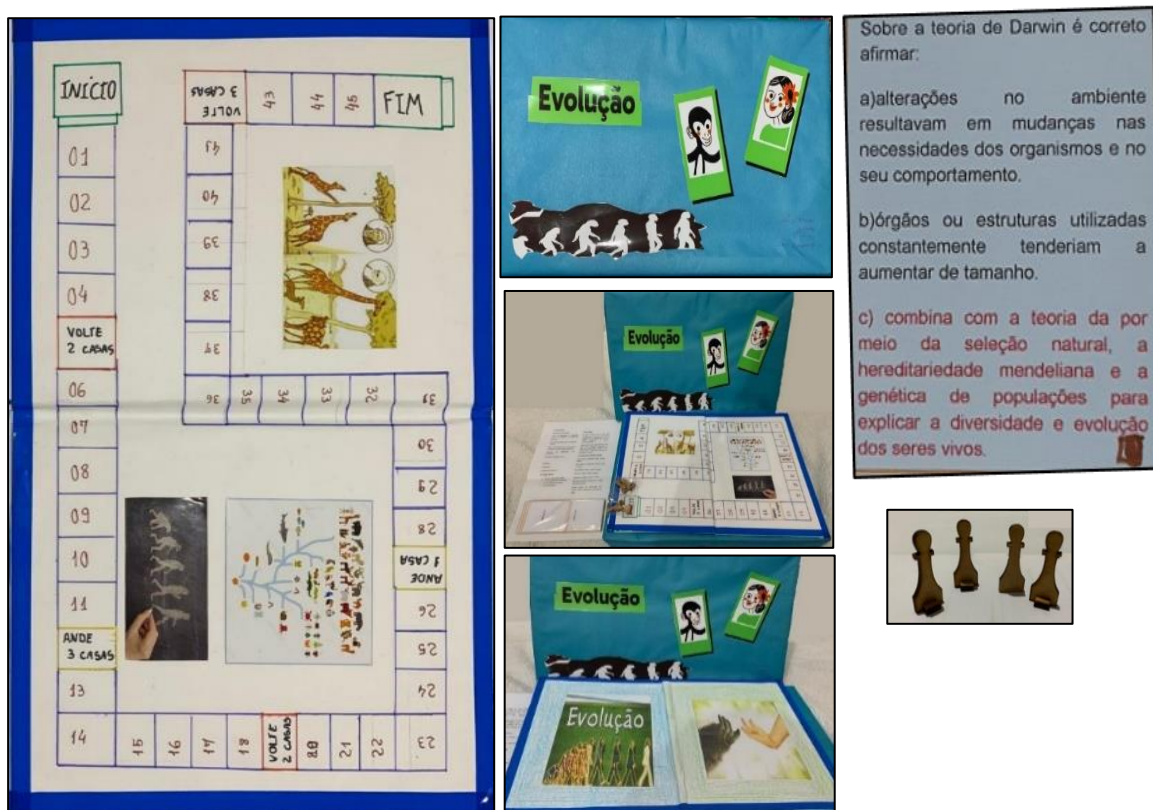 INÍCIO
01
02
03
04
VOLTE
2 CASAS
06
07
08
09
10
11
ANDE
3 CASAS
13
14
15
16
17
18
VOLTE
2 CASAS
20
21
22
23
24
25
26
ANDE
1 CASA
28
29
30
31
32
33
34
35
36
37
38
39
40
41
VOLTE
3 CASAS
43
44
45
FIM
Evolução
Evolução
Evolução
Evolução
Sobre a teoria de Darwin é correto
afirmar:
a)alterações no ambiente
resultavam em mudanças nas
necessidades dos organismos e no
seu comportamento.
b)órgãos ou estruturas utilizadas
constantemente tenderiam a
aumentar de tamanho.
c) combina com a teoria da por
meio da seleção natural, a
hereditariedade mendeliana e a
genética de populações para
explicar a diversidade e evolução
dos seres vivos.